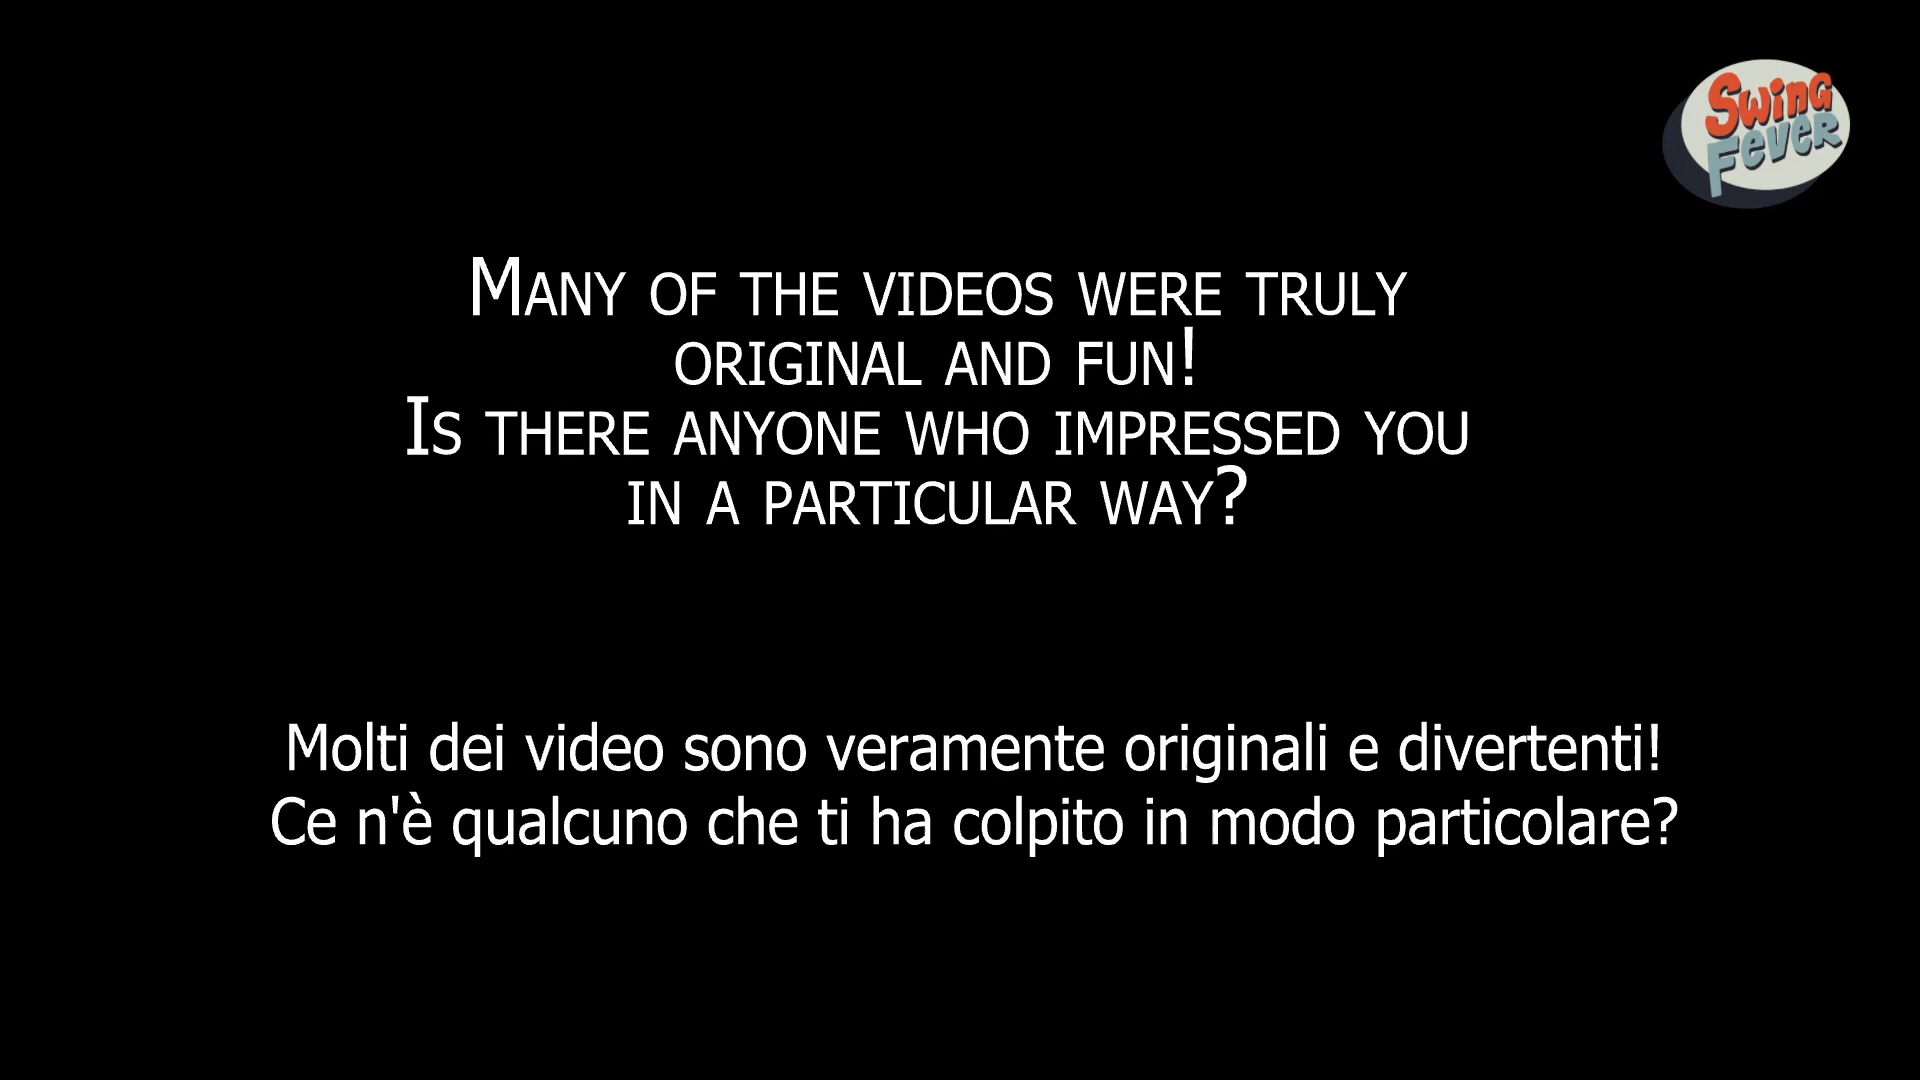 Swing
Fever
Many of the videos were truly
original and fun!
Is there anyone who impressed you
in a particular way?
Molti dei video sono veramente originali e divertenti!
Ce n'è qualcuno che ti ha colpito in modo particolare?